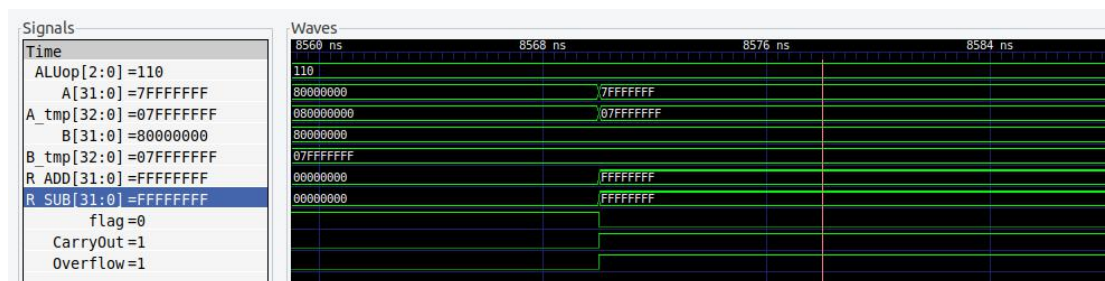 Signals
Time
ALUop[2:0]=110
A[31:0]=7FFFFFFF
A_tmp[32:0]=07FFFFFFF
B[31:0]=80000000
B_tmp[32:0]=07FFFFFFF
R_ADD[31:0]=FFFFFFFF
R_SUB[31:0]=FFFFFFFF
flag=0
CarryOut=1
Overflow=1
Waves
8560 ns 8568 ns 8576 ns 8584 ns
110
80000000 7FFFFFFF
080000000 07FFFFFFF
80000000
07FFFFFFF
00000000 FFFFFFFF
00000000 FFFFFFFF